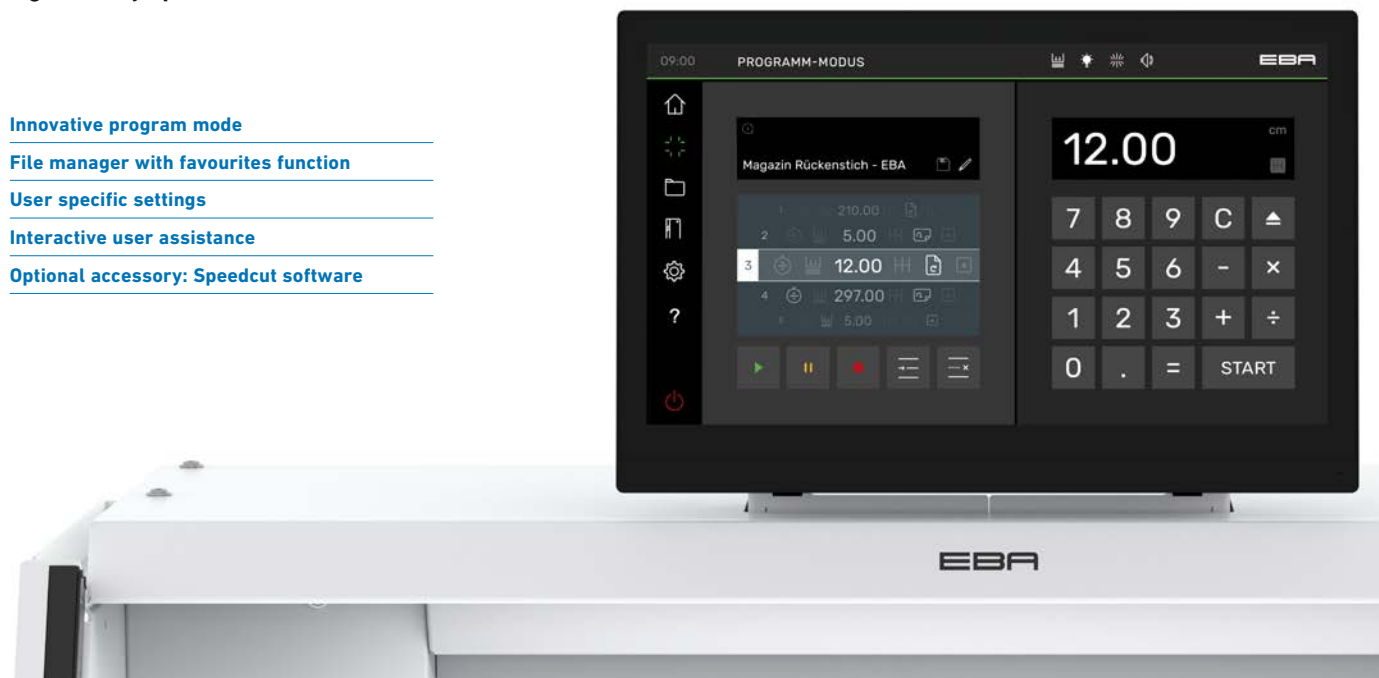 Innovative program mode
File manager with favourites function
User specific settings
Interactive user assistance
Optional accessory: Speedcut software
09:00 PROGRAMM-MODUS EBA
Magazin Rückenstich - EBA
210.00
2 5.00
3 12.00
4 297.00
5.00
12.00 cm
7 8 9 C
4 5 6 - ×
1 2 3 + ÷
0 . = START
?
EBA